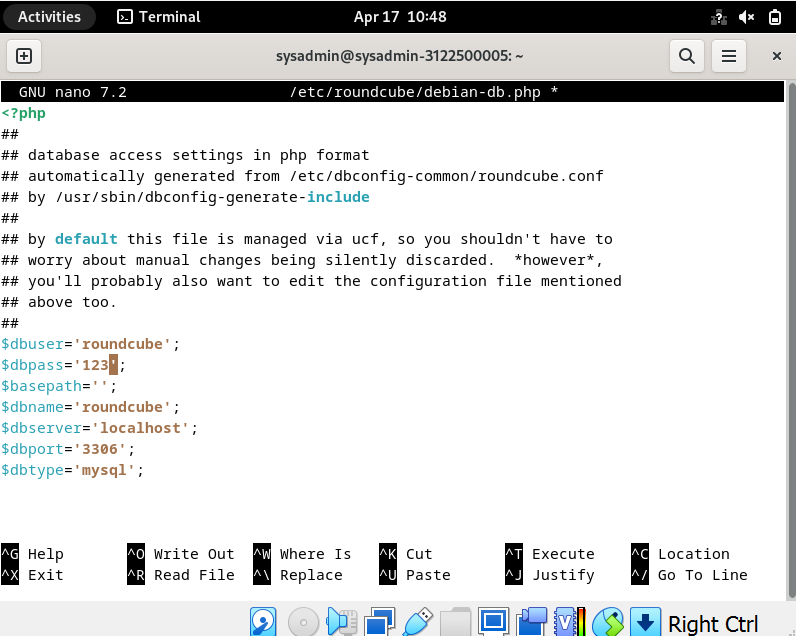 Activities Terminal Apr 17 10:48
sysadmin@sysadmin-3122500005: ~
GNU nano 7.2 /etc/roundcube/debian-db.php *
<?php
##
## database access settings in php format
## automatically generated from /etc/dbconfig-common/roundcube.conf
## by /usr/sbin/dbconfig-generate-include
##
## by default this file is managed via ucf, so you shouldn't have to
## worry about manual changes being silently discarded.  *however*,
## you'll probably also want to edit the configuration file mentioned
## above too.
##
$dbuser='roundcube';
$dbpass='123';
$basepath='';
$dbname='roundcube';
$dbserver='localhost';
$dbport='3306';
$dbtype='mysql';
^G Help ^O Write Out ^W Where Is ^K Cut ^T Execute ^C Location
^X Exit ^R Read File ^\ Replace ^U Paste ^J Justify ^/ Go To Line
Right Ctrl